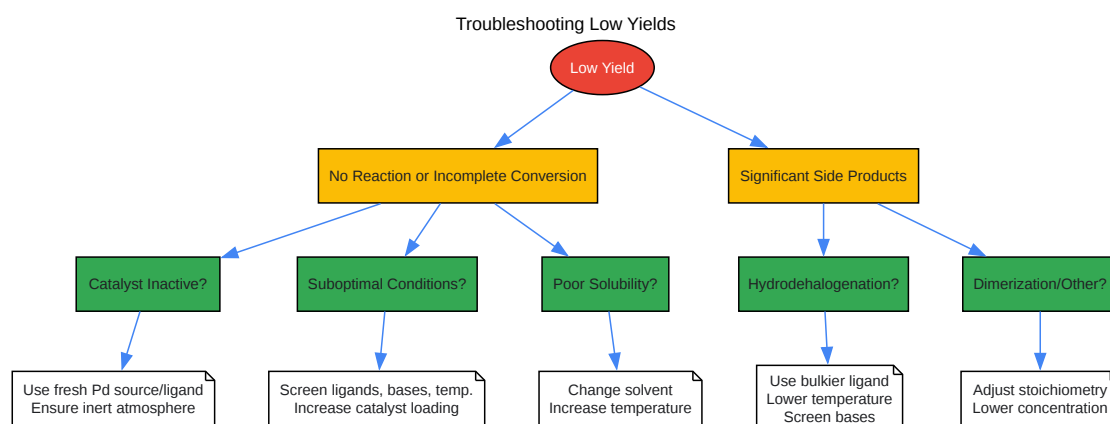 Troubleshooting Low Yields
Low Yield
No Reaction or Incomplete Conversion
Significant Side Products
Catalyst Inactive?
Suboptimal Conditions?
Poor Solubility?
Hydrodehalogenation?
Dimerization/Other?
Use fresh Pd source/ligand
Ensure inert atmosphere
Screen ligands, bases, temp.
Increase catalyst loading
Change solvent
Increase temperature
Use bulkier ligand
Lower temperature
Screen bases
Adjust stoichiometry
Lower concentration